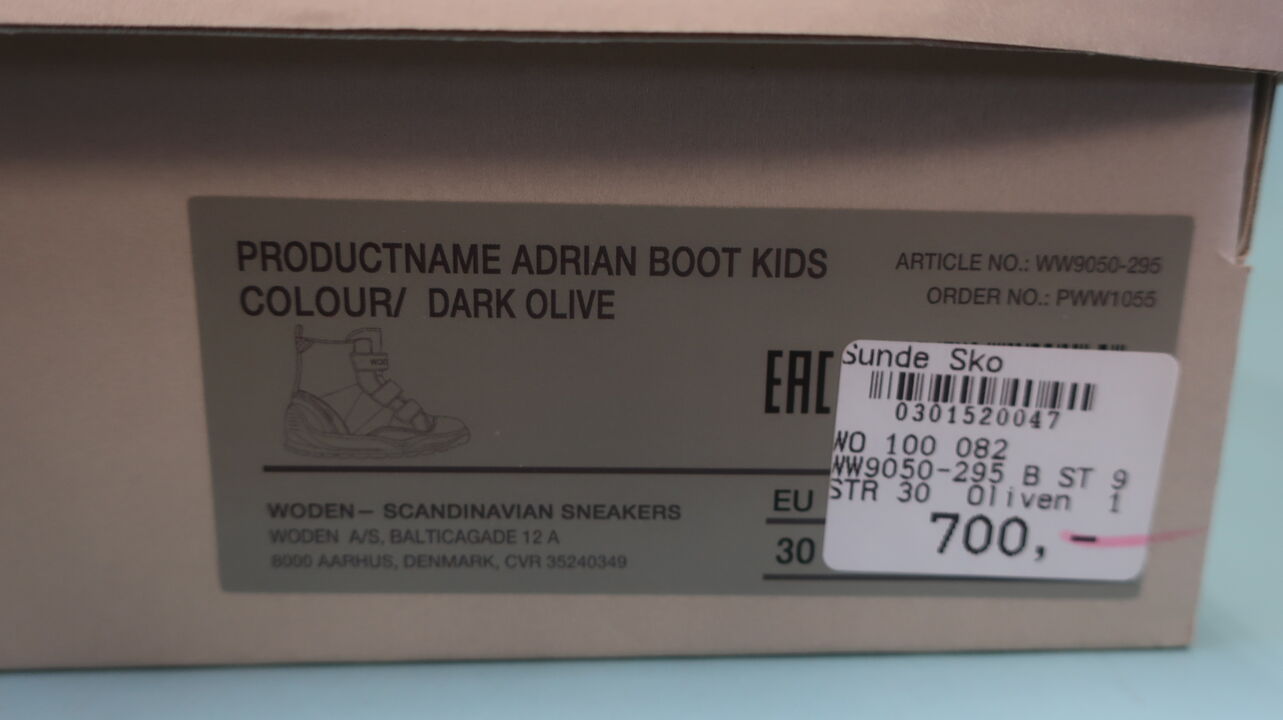 PRODUCTNAME ADRIAN BOOT KIDS
COLOUR/ DARK OLIVE
ARTICLE NO.: WW9050-295
ORDER NO.: PWW1055
EAC
WODEN— SCANDINAVIAN SNEAKERS
WODEN A/S, BALTICAGADE 12 A
8000 AARHUS, DENMARK, CVR 35240349
EU
30
Sunde Sko
0301520047
WO 100 082
WW9050-295 B ST 9
STR 30 Oliven 1
700,-